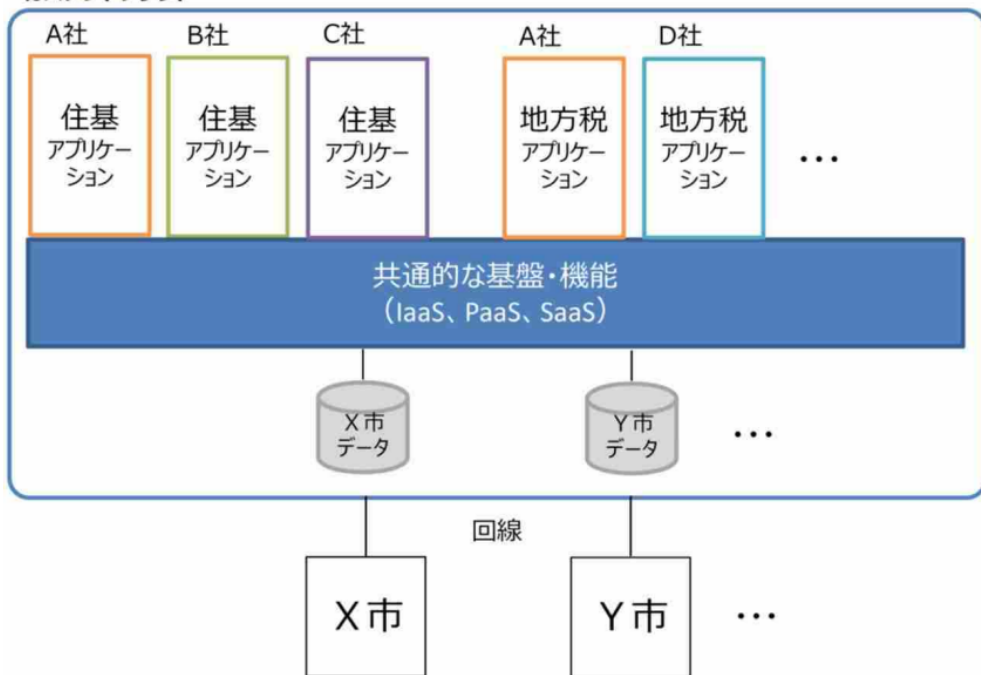 A社
B社
C社
A社
D社
住基
アプリケー
ション
住基
アプリケー
ション
住基
アプリケー
ション
地方税
アプリケー
ション
地方税
アプリケー
ション
…
共通的な基盤・機能
（IaaS、PaaS、SaaS）
X市
データ
Y市
データ
…
回線
X市
Y市
…